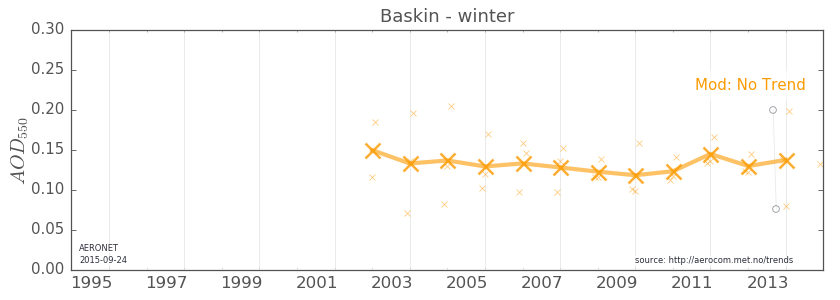 Baskin - winter
0.30
0.25
0.20
0.15
0.10
0.05
0.00
AOD550
Mod: No Trend
AERONET
2015-09-24
source: http://aerocom.met.no/trends
1995 1997 1999 2001 2003 2005 2007 2009 2011 2013